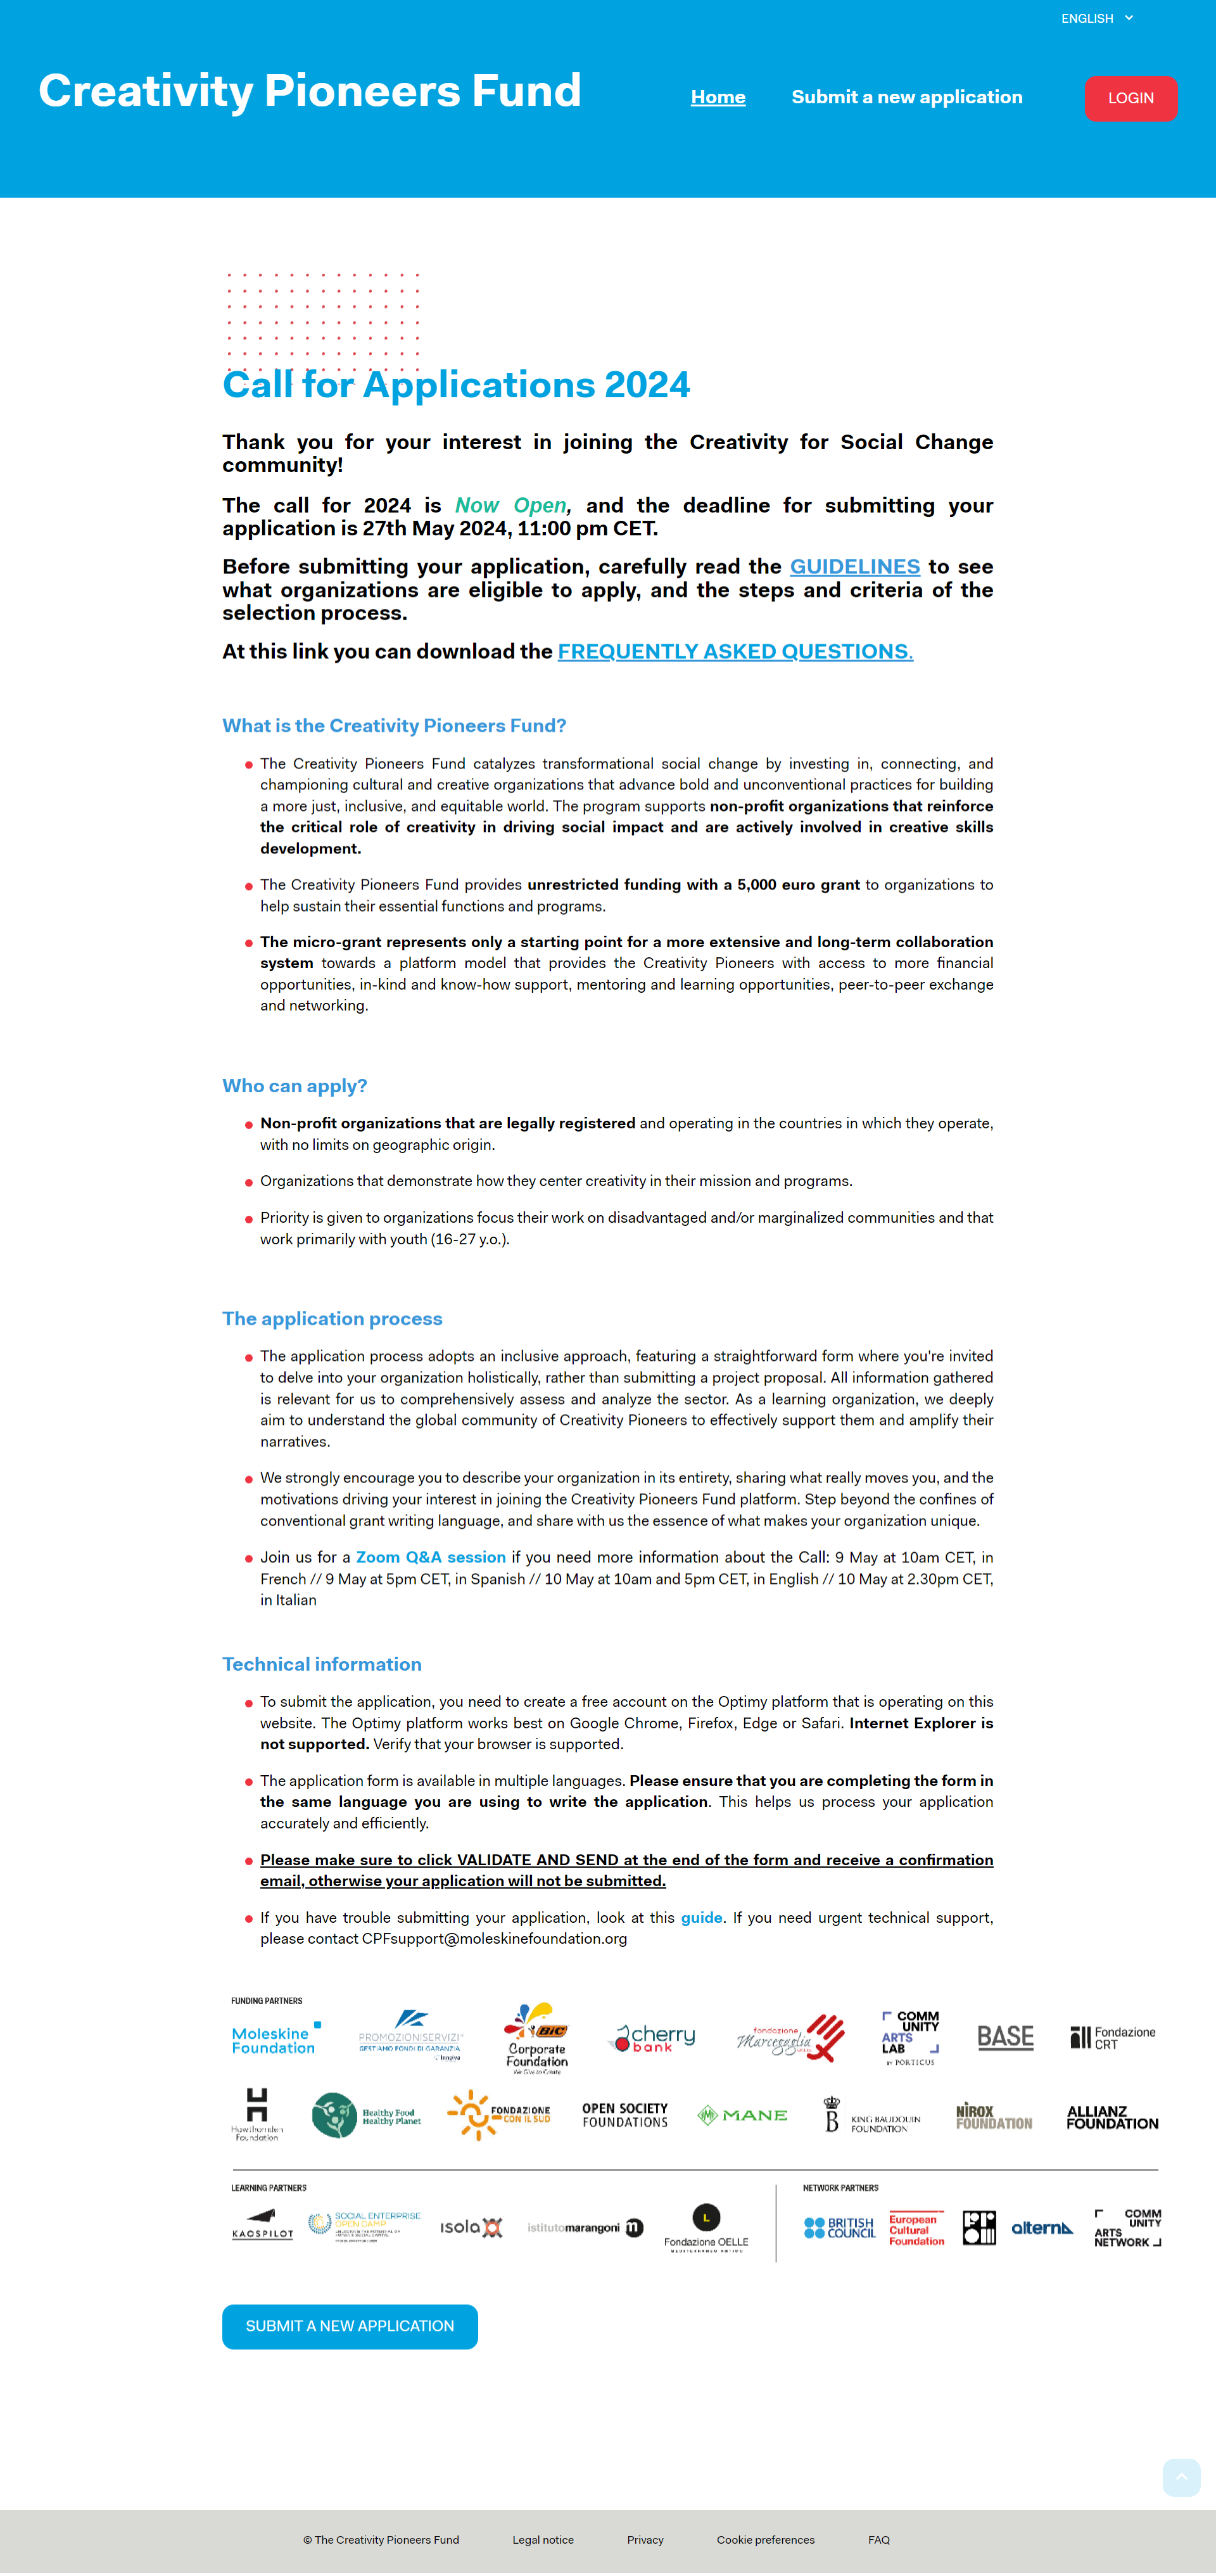 ENGLISH
Creativity Pioneers Fund
Home
Submit a new application
LOGIN
Call for Applications 2024
Thank you for your interest in joining the Creativity for Social Change
community!
The call for 2024 is Now Open, and the deadline for submitting your
application is 27th May 2024, 11:00 pm CET.
Before submitting your application, carefully read the GUIDELINES to see
what organizations are eligible to apply, and the steps and criteria of the
selection process.
At this link you can download the FREQUENTLY ASKED QUESTIONS.
What is the Creativity Pioneers Fund?
The Creativity Pioneers Fund catalyzes transformational social change by investing in, connecting, and
championing cultural and creative organizations that advance bold and unconventional practices for building
a more just, inclusive, and equitable world. The program supports non-profit organizations that reinforce
the critical role of creativity in driving social impact and are actively involved in creative skills
development.
The Creativity Pioneers Fund provides unrestricted funding with a 5,000 euro grant to organizations to
help sustain their essential functions and programs.
The micro-grant represents only a starting point for a more extensive and long-term collaboration
system towards a platform model that provides the Creativity Pioneers with access to more financial
opportunities, in-kind and know-how support, mentoring and learning opportunities, peer-to-peer exchange
and networking.
Who can apply?
Non-profit organizations that are legally registered and operating in the countries in which they operate,
with no limits on geographic origin.
Organizations that demonstrate how they center creativity in their mission and programs.
Priority is given to organizations focus their work on disadvantaged and/or marginalized communities and that
work primarily with youth (16-27 y.o.).
The application process
The application process adopts an inclusive approach, featuring a straightforward form where you're invited
to delve into your organization holistically, rather than submitting a project proposal. All information gathered
is relevant for us to comprehensively assess and analyze the sector. As a learning organization, we deeply
aim to understand the global community of Creativity Pioneers to effectively support them and amplify their
narratives.
We strongly encourage you to describe your organization in its entirety, sharing what really moves you, and the
motivations driving your interest in joining the Creativity Pioneers Fund platform. Step beyond the confines of
conventional grant writing language, and share with us the essence of what makes your organization unique.
Join us for a Zoom Q&A session if you need more information about the Call: 9 May at 10am CET, in
French // 9 May at 5pm CET, in Spanish // 10 May at 10am and 5pm CET, in English // 10 May at 2.30pm CET,
in Italian
Technical information
To submit the application, you need to create a free account on the Optimy platform that is operating on this
website. The Optimy platform works best on Google Chrome, Firefox, Edge or Safari. Internet Explorer is
not supported. Verify that your browser is supported.
The application form is available in multiple languages. Please ensure that you are completing the form in
the same language you are using to write the application. This helps us process your application
accurately and efficiently.
Please make sure to click VALIDATE AND SEND at the end of the form and receive a confirmation
email, otherwise your application will not be submitted.
If you have trouble submitting your application, look at this guide. If you need urgent technical support,
please contact CPFsupport@moleskinefoundation.org
FUNDING PARTNERS
Moleskine
Foundation
PROMOZIONISERVIZI
GESTIAMO FONDI DI GARANZIA
BIC
Corporate
Foundation
We Give to Create
cherry
bank
fondazione
Marcegaglia
COMM
UNITY
ARTS
LAB
BY PORTICUS
BASE
Fondazione
CRT
Hawthornden
Foundation
Healthy Food
Healthy Planet
FONDAZIONE
CON IL SUD
OPEN SOCIETY
FOUNDATIONS
MANE
KING BAUDOUIN
FOUNDATION
NIROX
FOUNDATION
ALLIANZ
FOUNDATION
LEARNING PARTNERS
NETWORK PARTNERS
KAOSPILOT
SOCIAL ENTERPRISE
OPEN CAMP
isola
istitutomarangoni m
L
Fondazione OELLE
MEDITERRANEO ANTICO
BRITISH
COUNCIL
European
Cultural
Foundation
alterna
COMM
UNITY
ARTS
NETWORK
SUBMIT A NEW APPLICATION
© The Creativity Pioneers Fund
Legal notice
Privacy
Cookie preferences
FAQ